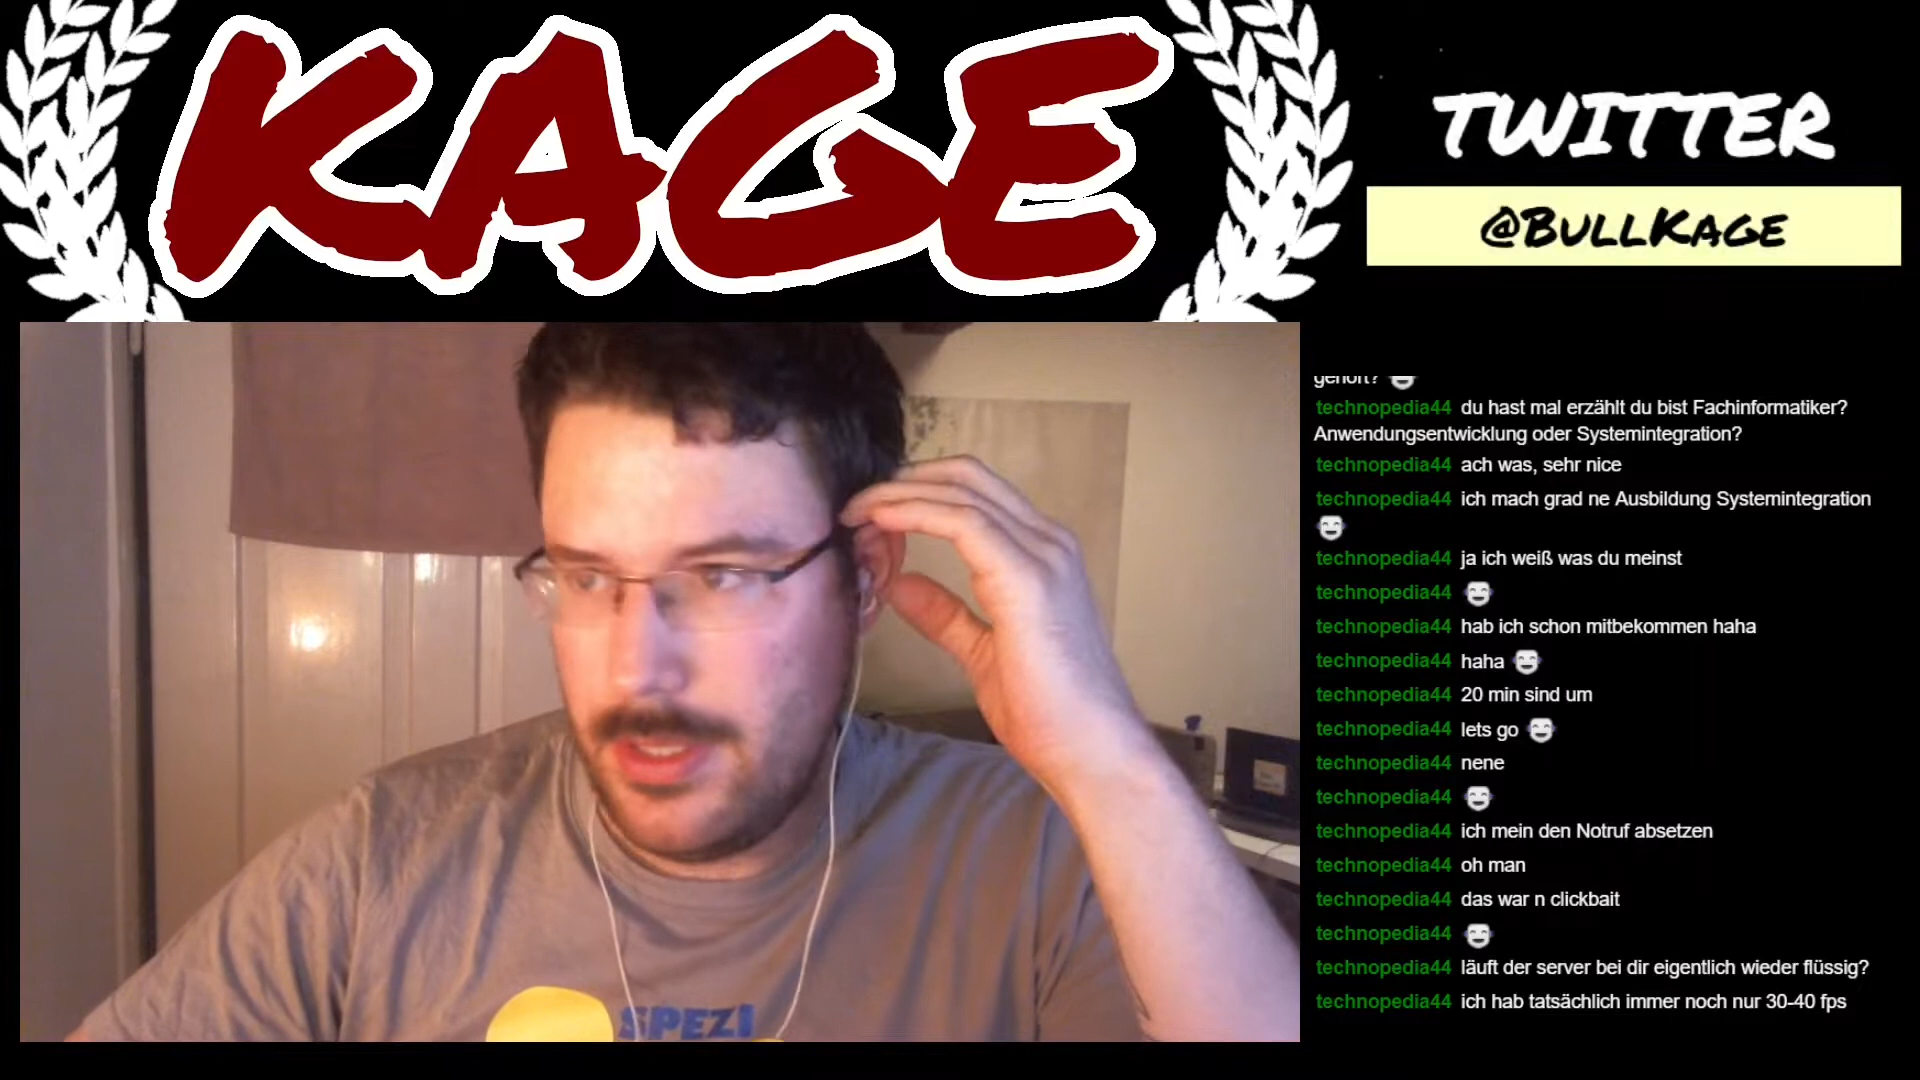 KAGE
TWITTER
@BullKage
gehört?
technopedia44 du hast mal erzählt du bist Fachinformatiker?
Anwendungsentwicklung oder Systemintegration?
technopedia44 ach was, sehr nice
technopedia44 ich mach grad ne Ausbildung Systemintegration
technopedia44 ja ich weiß was du meinst
technopedia44
technopedia44 hab ich schon mitbekommen haha
technopedia44 haha
technopedia44 20 min sind um
technopedia44 lets go
technopedia44 nene
technopedia44
technopedia44 ich mein den Notruf absetzen
technopedia44 oh man
technopedia44 das war n clickbait
technopedia44
technopedia44 läuft der server bei dir eigentlich wieder flüssig?
technopedia44 ich hab tatsächlich immer noch nur 30-40 fps
SPEZI